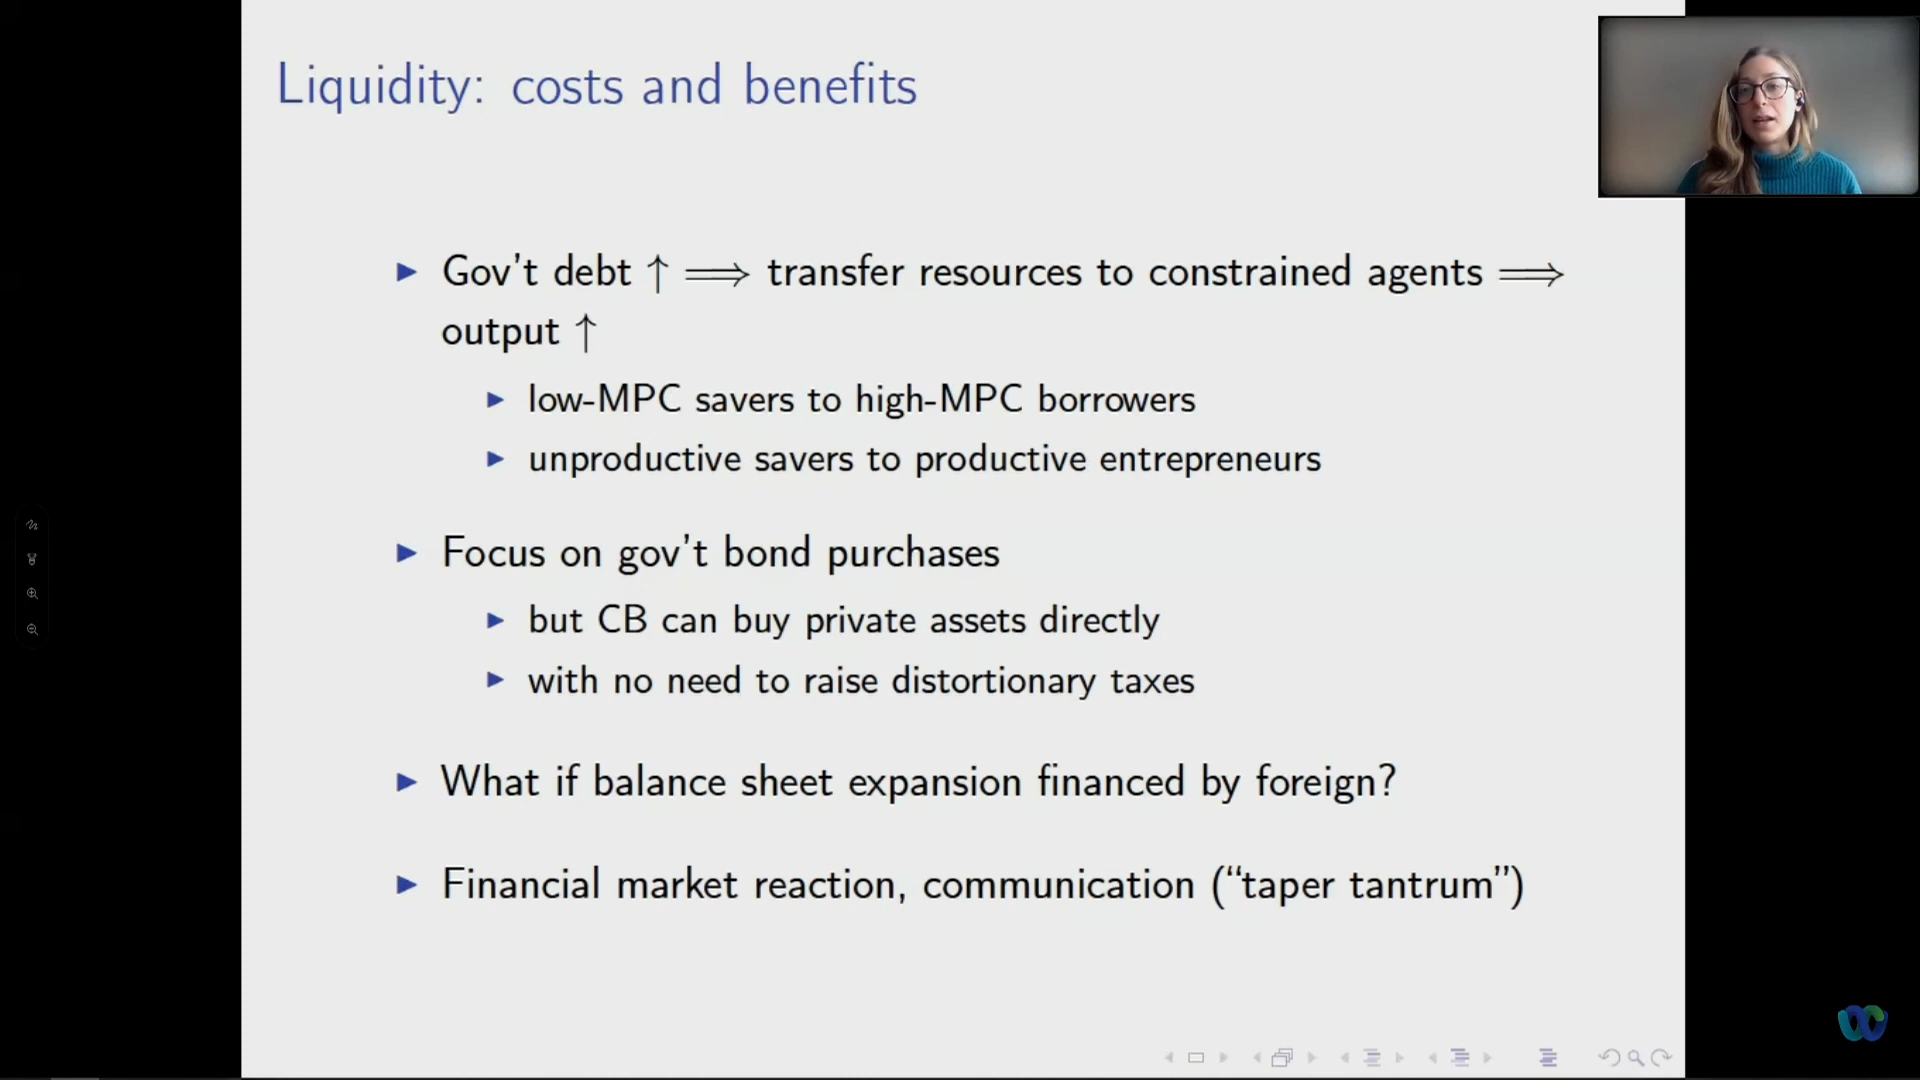 Liquidity: costs and benefits
Gov't debt ↑ ⟹ transfer resources to constrained agents ⟹
output ↑
low-MPC savers to high-MPC borrowers
unproductive savers to productive entrepreneurs
Focus on gov't bond purchases
but CB can buy private assets directly
with no need to raise distortionary taxes
What if balance sheet expansion financed by foreign?
Financial market reaction, communication (“taper tantrum”)